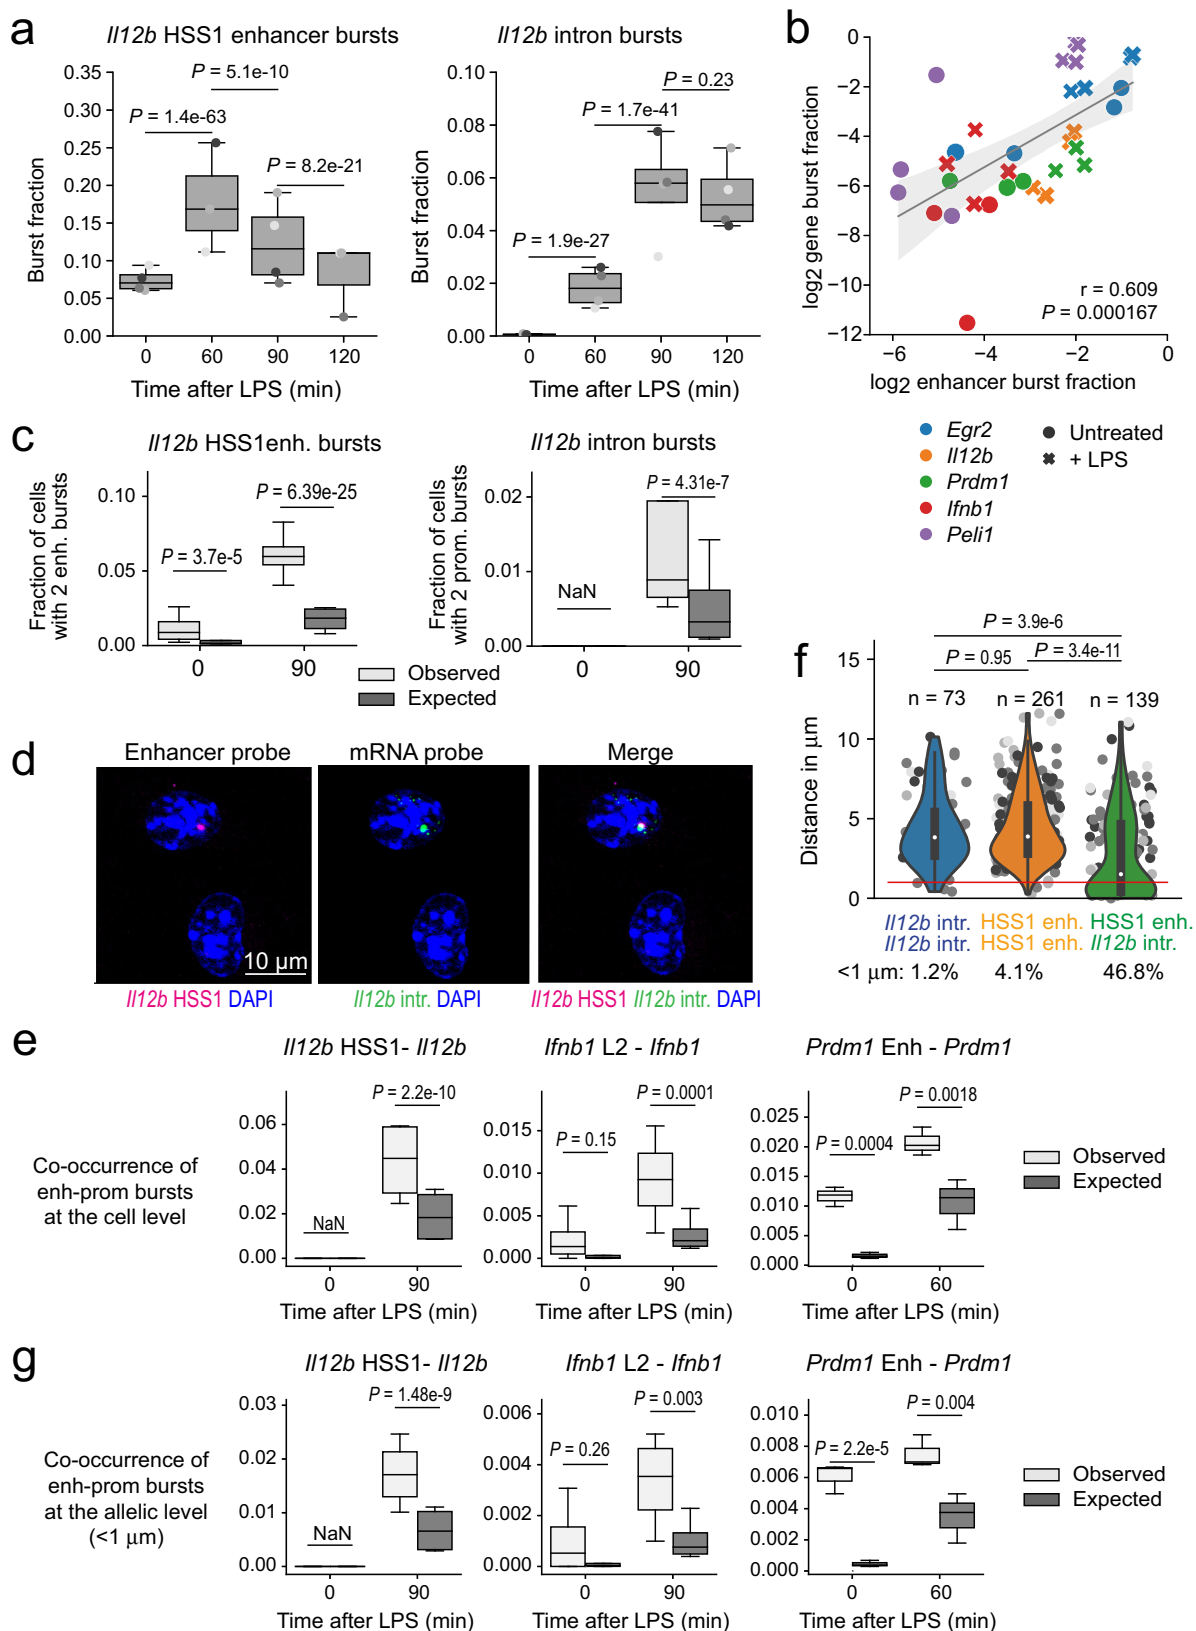 a
Il12b HSS1 enhancer bursts
Burst fraction
0.35
0.30
0.25
0.20
0.15
0.10
0.05
0.00
P = 5.1e-10
P = 1.4e-63
P = 8.2e-21
0 60 90 120
Time after LPS (min)
Il12b intron bursts
Burst fraction
0.10
0.08
0.06
0.04
0.02
0.00
P = 0.23
P = 1.7e-41
P = 1.9e-27
0 60 90 120
Time after LPS (min)
b
log2 gene burst fraction
0
−2
−4
−6
−8
−10
−12
r = 0.609
P = 0.000167
−6 −4 −2 0
log2 enhancer burst fraction
Egr2
Il12b
Prdm1
Ifnb1
Peli1
Untreated
+ LPS
c
Il12b HSS1enh. bursts
Fraction of cells
with 2 enh. bursts
0.10
0.05
0.00
P = 6.39e-25
P = 3.7e-5
0 90
Il12b intron bursts
Fraction of cells
with 2 prom. bursts
0.02
0.01
0.00
P = 4.31e-7
NaN
0 90
Observed
Expected
d
Enhancer probe
mRNA probe
Merge
10 µm
Il12b HSS1 DAPI
Il12b intr. DAPI
Il12b HSS1 Il12b intr. DAPI
f
P = 3.9e-6
P = 0.95
P = 3.4e-11
n = 73
n = 261
n = 139
Distance in µm
15
10
5
0
Il12b intr. HSS1 enh. HSS1 enh.
Il12b intr. HSS1 enh. Il12b intr.
<1 µm: 1.2% 4.1% 46.8%
e
Co-occurrence of
enh-prom bursts
at the cell level
Il12b HSS1- Il12b
0.06
0.04
0.02
0.00
P = 2.2e-10
NaN
0 90
Time after LPS (min)
Ifnb1 L2 - Ifnb1
0.015
0.010
0.005
0.000
P = 0.0001
P = 0.15
0 90
Time after LPS (min)
Prdm1 Enh - Prdm1
0.025
0.020
0.015
0.010
0.005
0.000
P = 0.0018
P = 0.0004
0 60
Time after LPS (min)
Observed
Expected
g
Co-occurrence of
enh-prom bursts
at the allelic level
(<1 µm)
Il12b HSS1- Il12b
0.03
0.02
0.01
0.00
P = 1.48e-9
NaN
0 90
Time after LPS (min)
Ifnb1 L2 - Ifnb1
0.006
0.004
0.002
0.000
P = 0.003
P = 0.26
0 90
Time after LPS (min)
Prdm1 Enh - Prdm1
0.010
0.008
0.006
0.004
0.002
0.000
P = 0.004
P = 2.2e-5
0 60
Time after LPS (min)
Observed
Expected